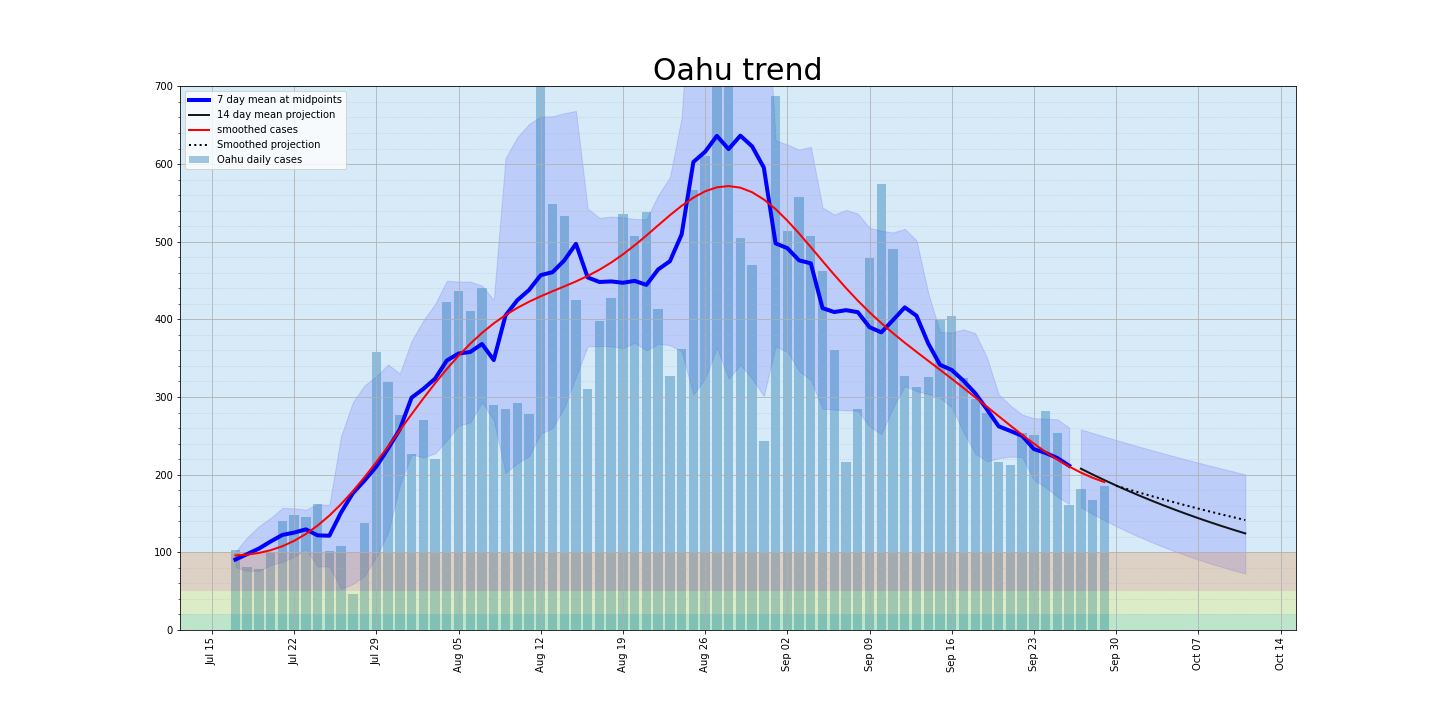 Oahu trend
700
600
500
400
300
200
100
0
7 day mean at midpoints
14 day mean projection
smoothed cases
Smoothed projection
Oahu daily cases
Jul 15
Jul 22
Jul 29
Aug 05
Aug 12
Aug 19
Aug 26
Sep 02
Sep 09
Sep 16
Sep 23
Sep 30
Oct 07
Oct 14